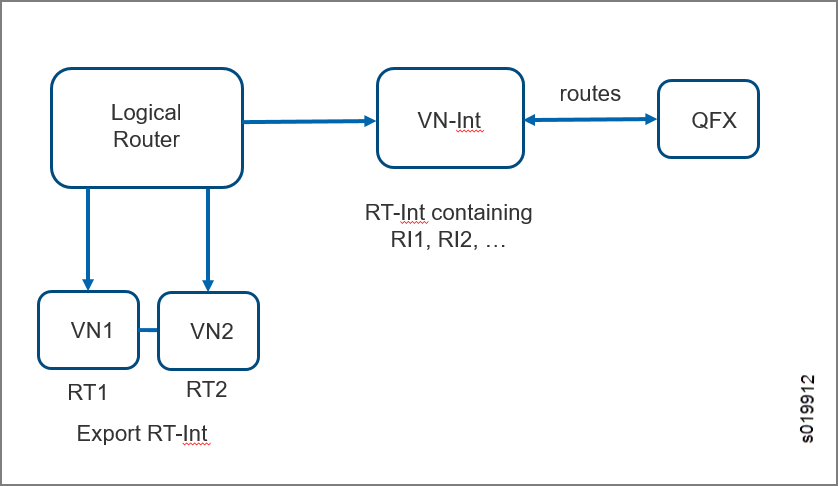 Logical
Router
VN-Int
routes
QFX
RT-Int containing
RI1, RI2, …
VN1
VN2
RT1
RT2
Export RT-Int
s019912